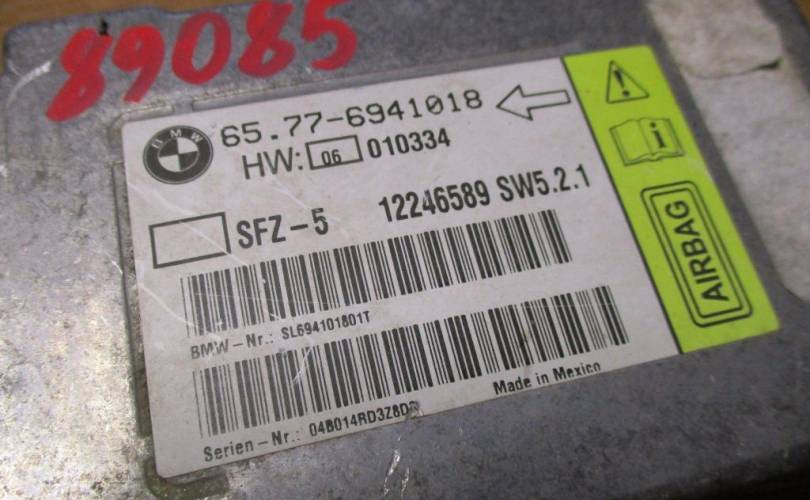 89085
BMW
65.77-6941018
HW: 06 010334
SFZ-5 12246589 SW5.2.1
BMW-Nr.: SL694101801T
Serien-Nr.: Made in Mexico
i
AIRBAG